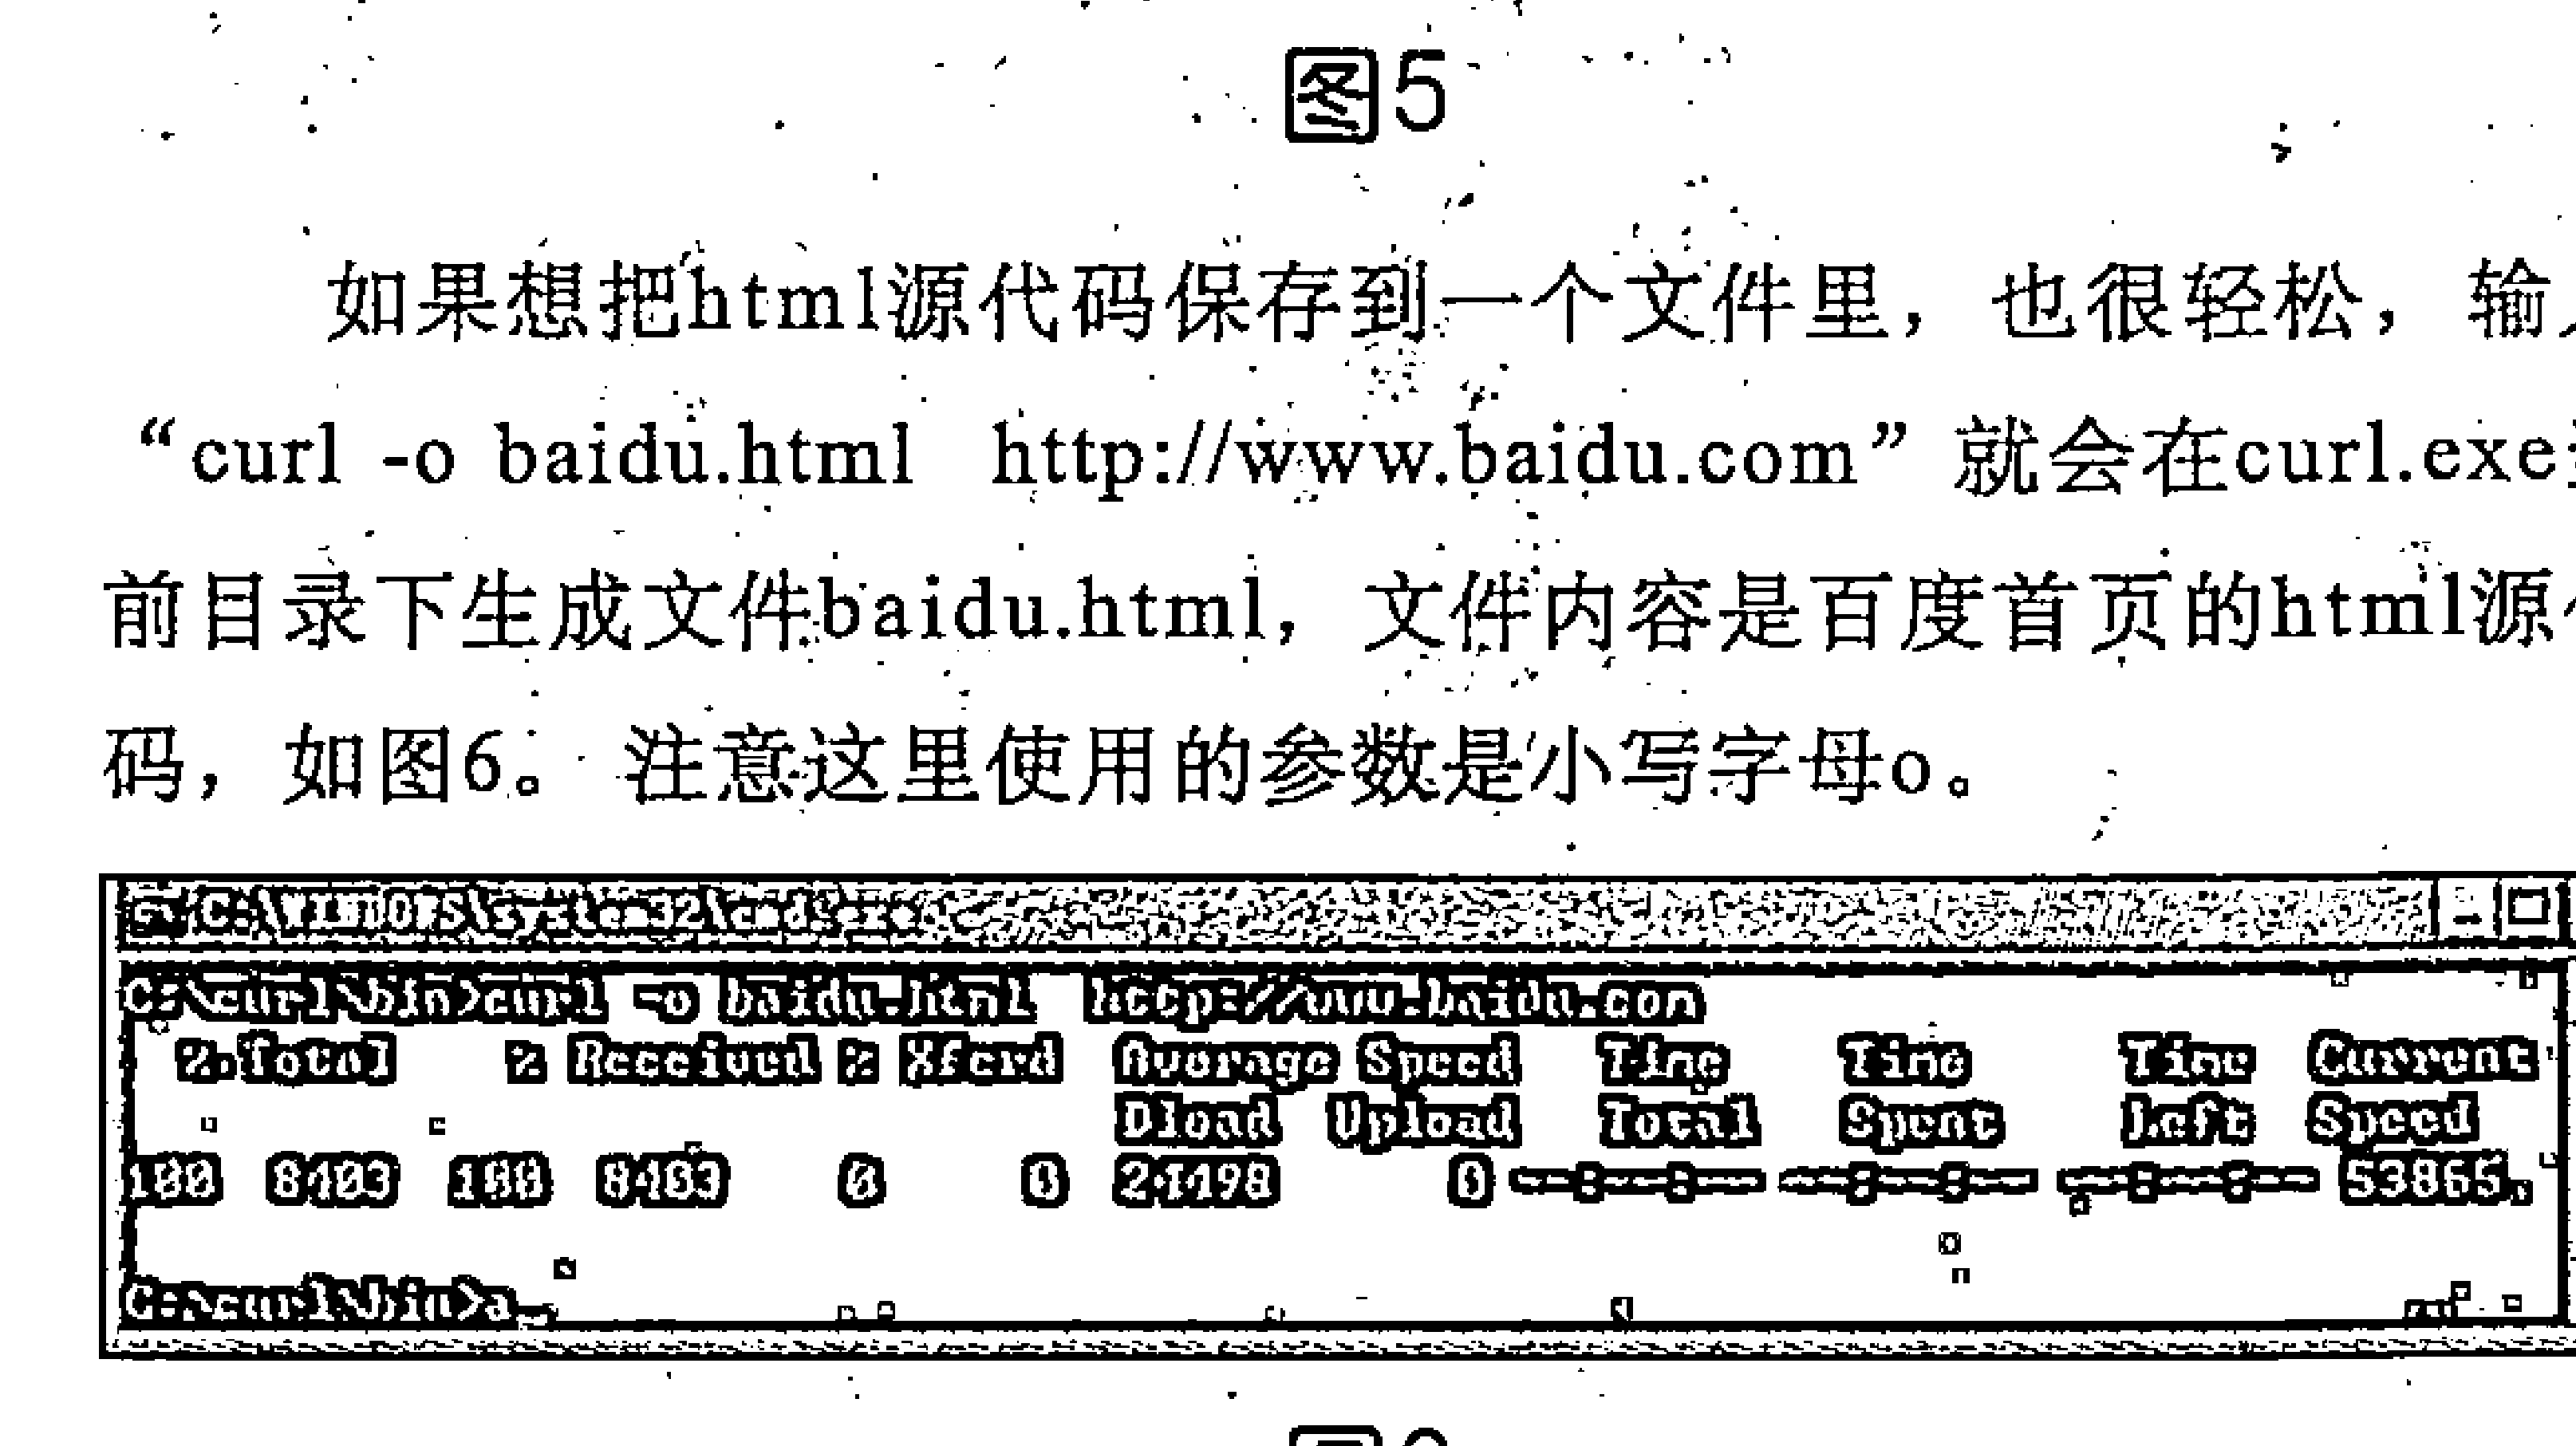 图5
如果想把html源代码保存到一个文件里，也很轻松，输
“curl -o baidu.html http://www.baidu.com”就会在curl.exe
前目录下生成文件baidu.html，文件内容是百度首页的html源
码，如图6。 注意这里使用的参数是小写字母o。
C:\WINDOWS\system32\cmd.exe
C:\curl\bin>curl -o baidu.html http://www.baidu.com
% Total % Received % Xferd Average Speed Time Time Time Current
Dload Upload Total Spent Left Speed
100 8403 100 8403 0 0 24498 0 --:--:-- --:--:-- --:--:-- 53865
C:\curl\bin>a_